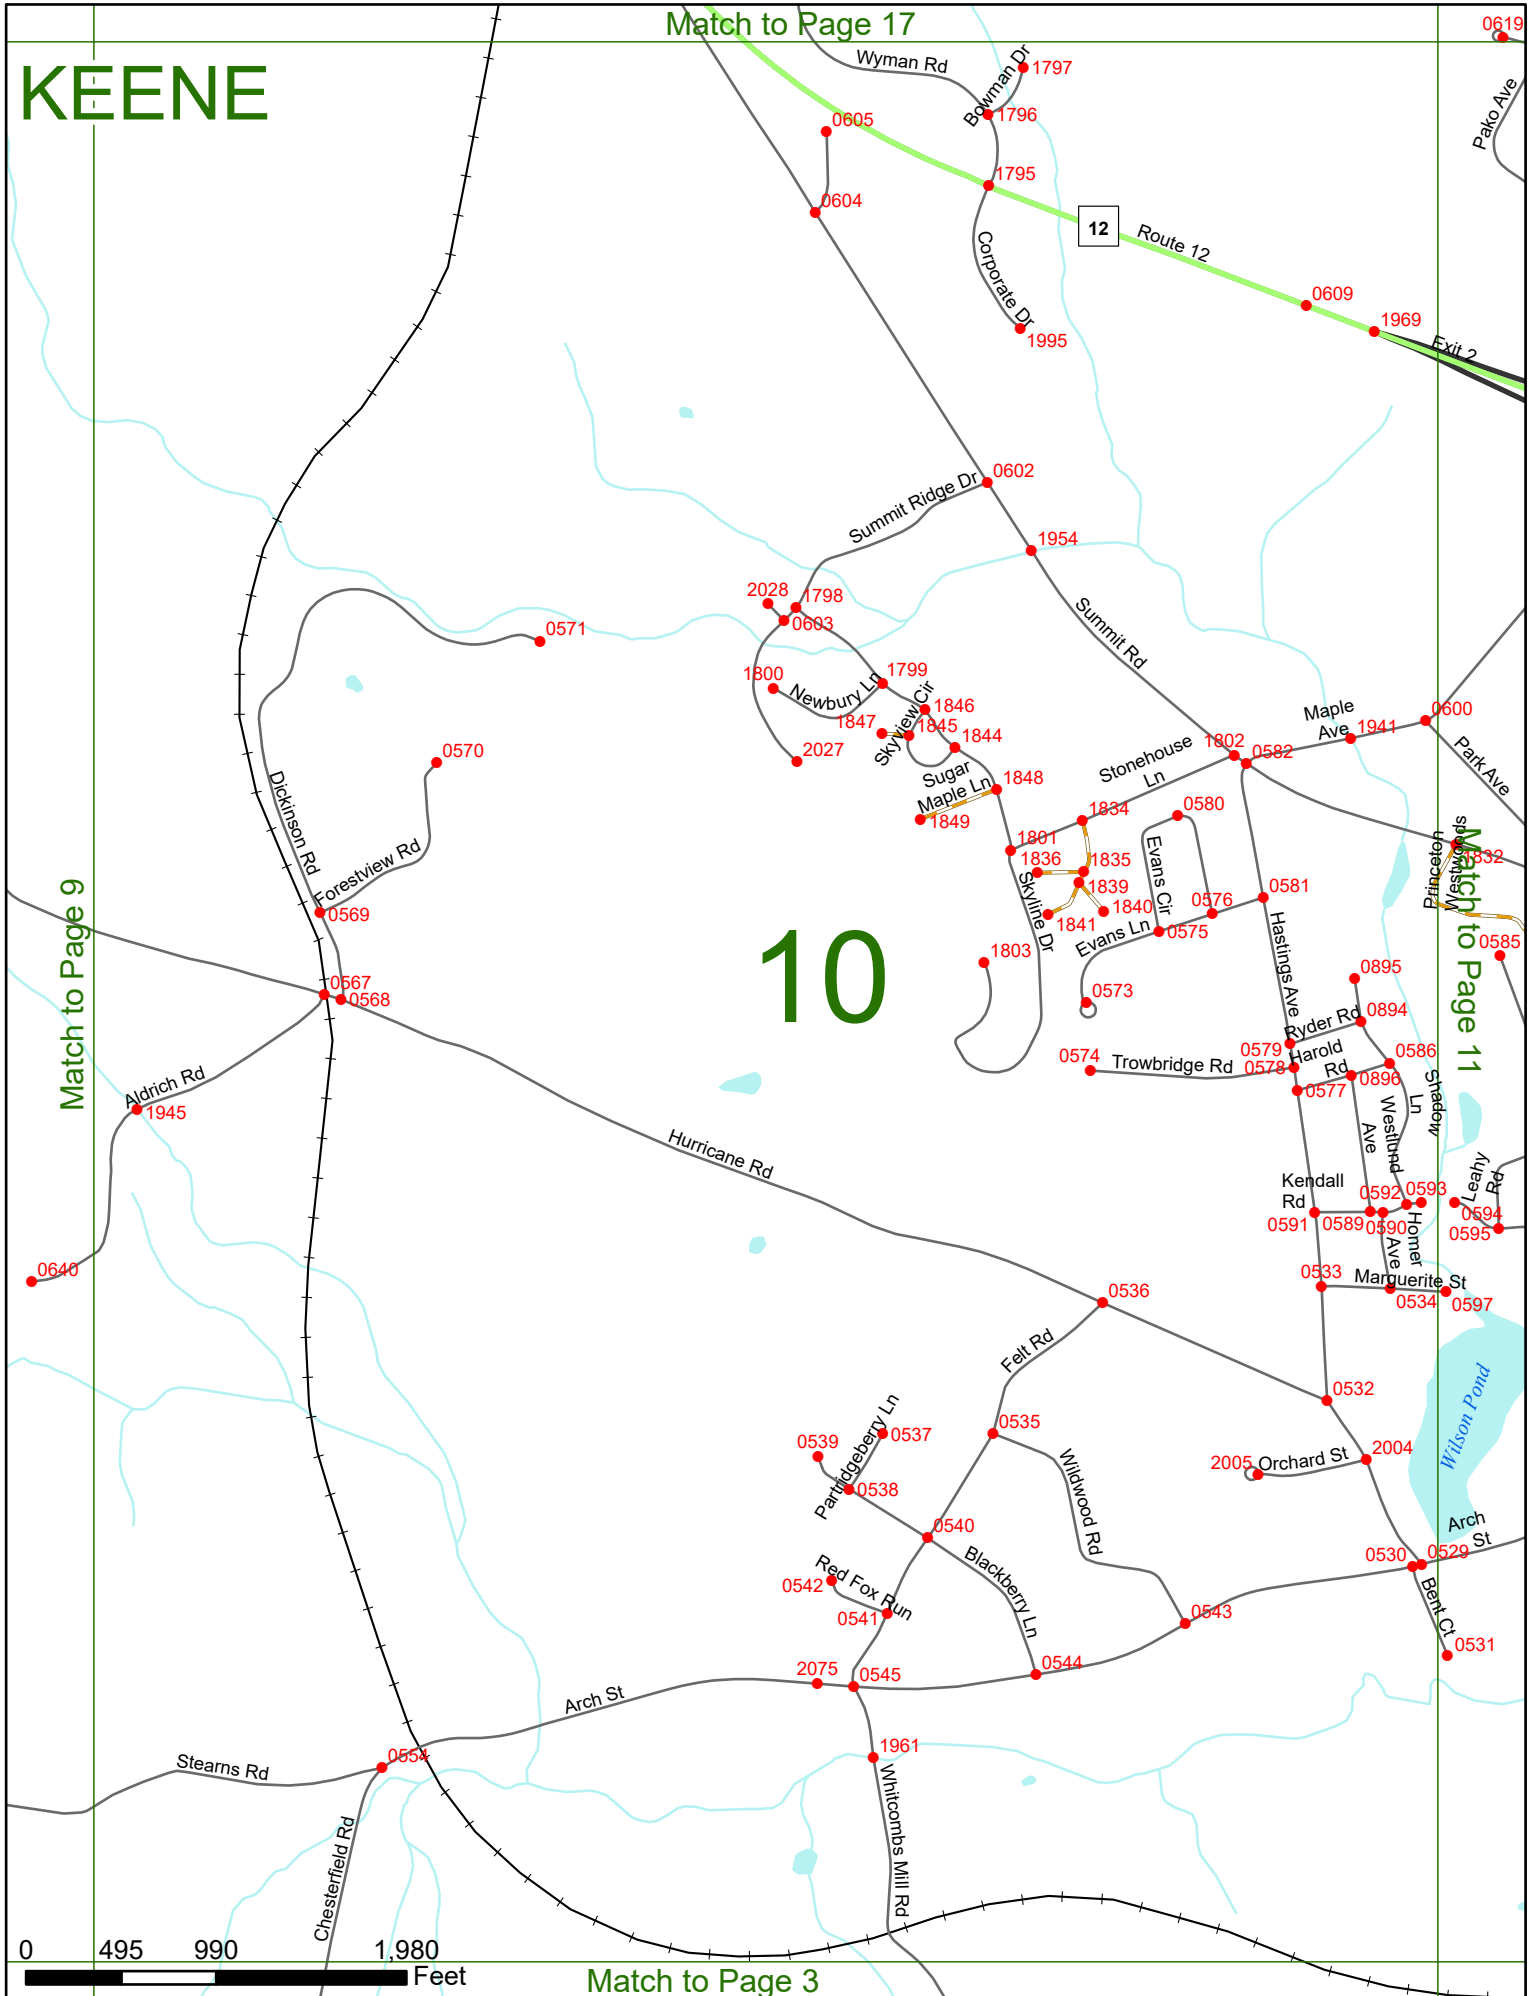 Match to Page 17
0619
KEENE
Wyman Rd
Bowman Dr
1797
Pako Ave
0605
1796
1795
0604
12
Route 12
Corporate Dr
0609
1969
1995
Exit 2
0602
Summit Ridge Dr
1954
2028
1798
0603
0571
Summit Rd
1800
1799
Newbury Ln
Skyview Cir
1846
0600
1847
1845
Maple
Ave
1941
1844
1802
0582
2027
Stonehouse
Ln
Park Ave
0570
Sugar
Maple Ln
1848
Dickinson Rd
1849
1834
0580
1801
Princeton
Westwoods
1832
Forestview Rd
1836
1835
Evans Cir
Skyline Dr
1839
0581
Match to Page 9
0569
1841
1840
0576
Match to Page 11
10
Evans Ln
0575
Hastings Ave
0585
1803
0895
0567
0568
0573
0894
Ryder Rd
0579
Harold
Rd
0586
0574
Trowbridge Rd
0578
0896
Aldrich Rd
0577
Shadow
Ln
1945
Westlund
Ave
Hurricane Rd
Leahy
Rd
Kendall
Rd
0592
0593
0591
0589
0590
0594
0595
Homer
Ave
0640
0533
Marguerite St
0536
0534
0597
Felt Rd
0532
Wilson Pond
Partridgeberry Ln
0539
0537
0535
2004
2005
Orchard St
0538
Wildwood Rd
0540
Arch
St
Blackberry Ln
0530
0529
Red Fox Run
0542
Bent Ct
0541
0543
0531
0544
2075
0545
Arch St
0554
1961
Stearns Rd
Whitcombs Mill Rd
Chesterfield Rd
0
495
990
1,980
Feet
Match to Page 3